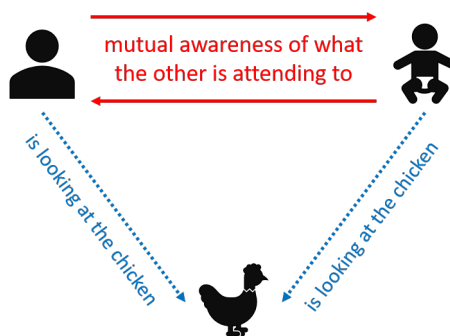 mutual awareness of what
the other is attending to
is looking at the chicken
is looking at the chicken